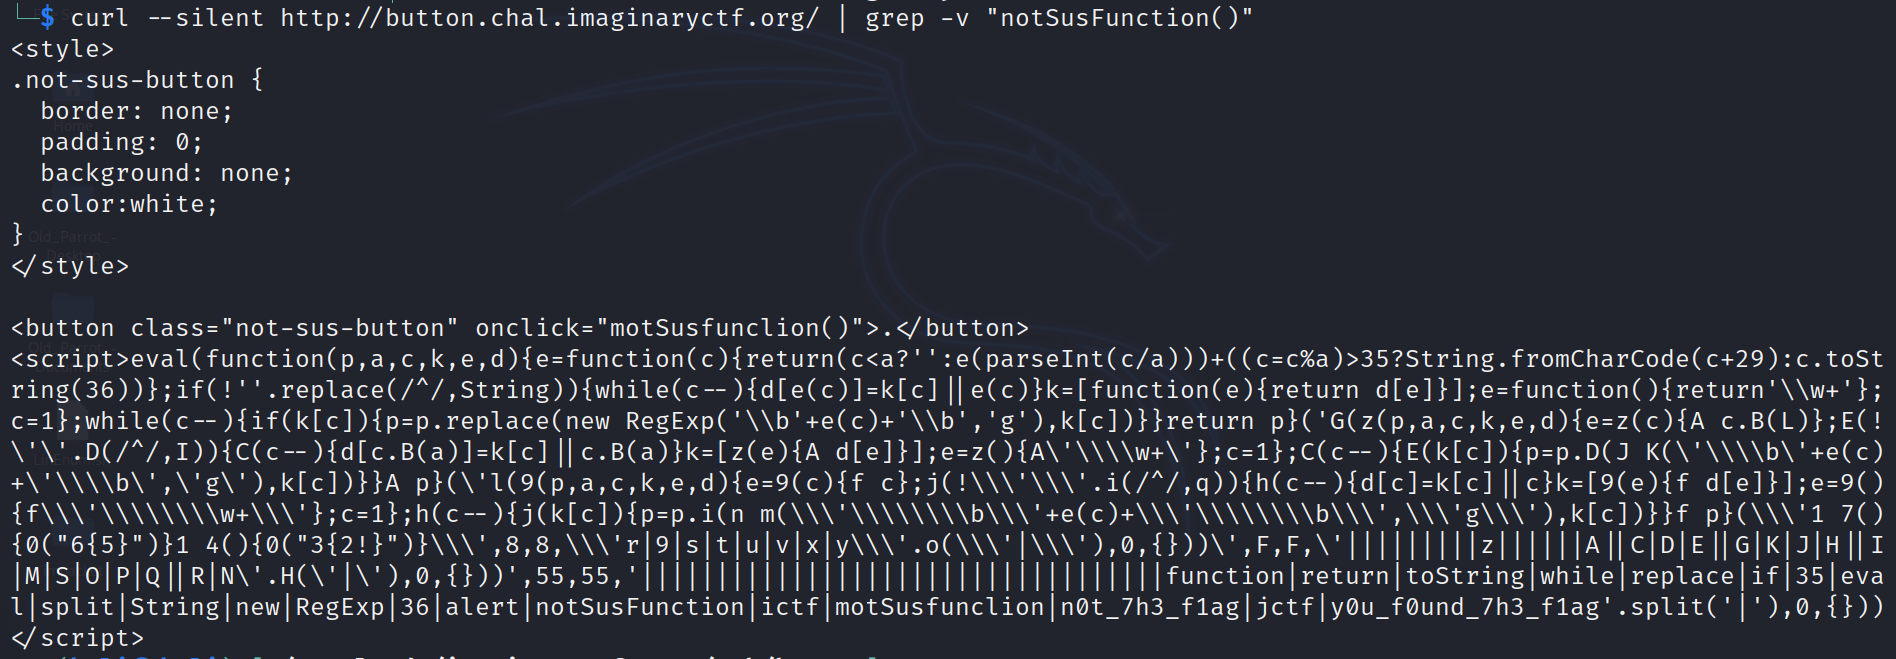 └─$ curl --silent http://button.chal.imaginaryctf.org/ | grep -v "notSusFunction()"
<style>
.not-sus-button {
  border: none;
  padding: 0;
  background: none;
  color:white;
}
</style>

<button class="not-sus-button" onclick="motSusfunclion()">.</button>
<script>eval(function(p,a,c,k,e,d){e=function(c){return(c<a?'':e(parseInt(c/a)))+((c=c%a)>35?String.fromCharCode(c+29):c.toSt
ring(36))};if(!''.replace(/^/,String)){while(c--){d[e(c)]=k[c]||e(c)}k=[function(e){return d[e]}];e=function(){return'\\w+'};
c=1};while(c--){if(k[c]){p=p.replace(new RegExp('\\b'+e(c)+'\\b','g'),k[c])}}return p}('G(z(p,a,c,k,e,d){e=z(c){A c.B(L)};E(!
\'\'.D(/^/,I)){C(c--){d[c.B(a)]=k[c]||c.B(a)}k=[z(e){A d[e]}];e=z(){A\'\\\\w+\'};c=1};C(c--){E(k[c]){p=p.D(J K(\'\\\\b\'+e(c)
+\'\\\\b\',\'g\'),k[c])}}A p}(\'l(9(p,a,c,k,e,d){e=9(c){f c};j(!\\\'\\\'.i(/^/,q)){h(c--){d[c]=k[c]||c}k=[9(e){f d[e]}];e=9()
{f\\\'\\\\\\\\w+\\\'};c=1};h(c--){j(k[c]){p=p.i(n m(\\\'\\\\\\\\b\\\'+e(c)+\\\'\\\\\\\\b\\\',\\\'g\\\'),k[c])}}f p}(\\\'1 7()
{0("6{5}")}1 4(){0("3{2!}")}\\\',8,8,\\\'r|9|s|t|u|v|x|y\\\'.o(\\\'|\\\'),0,{}))\',F,F,\'|||||||||z||||||A||C|D|E||G|K|J|H||I
|M|S|O|P|Q||R|N\'.H(\'|\'),0,{}))',55,55,'|||||||||||||||||||||||||||||||||||function|return|toString|while|replace|if|35|eva
l|split|String|new|RegExp|36|alert|notSusFunction|ictf|motSusfunclion|n0t_7h3_f1ag|jctf|y0u_f0und_7h3_f1ag'.split('|'),0,{}))
</script>